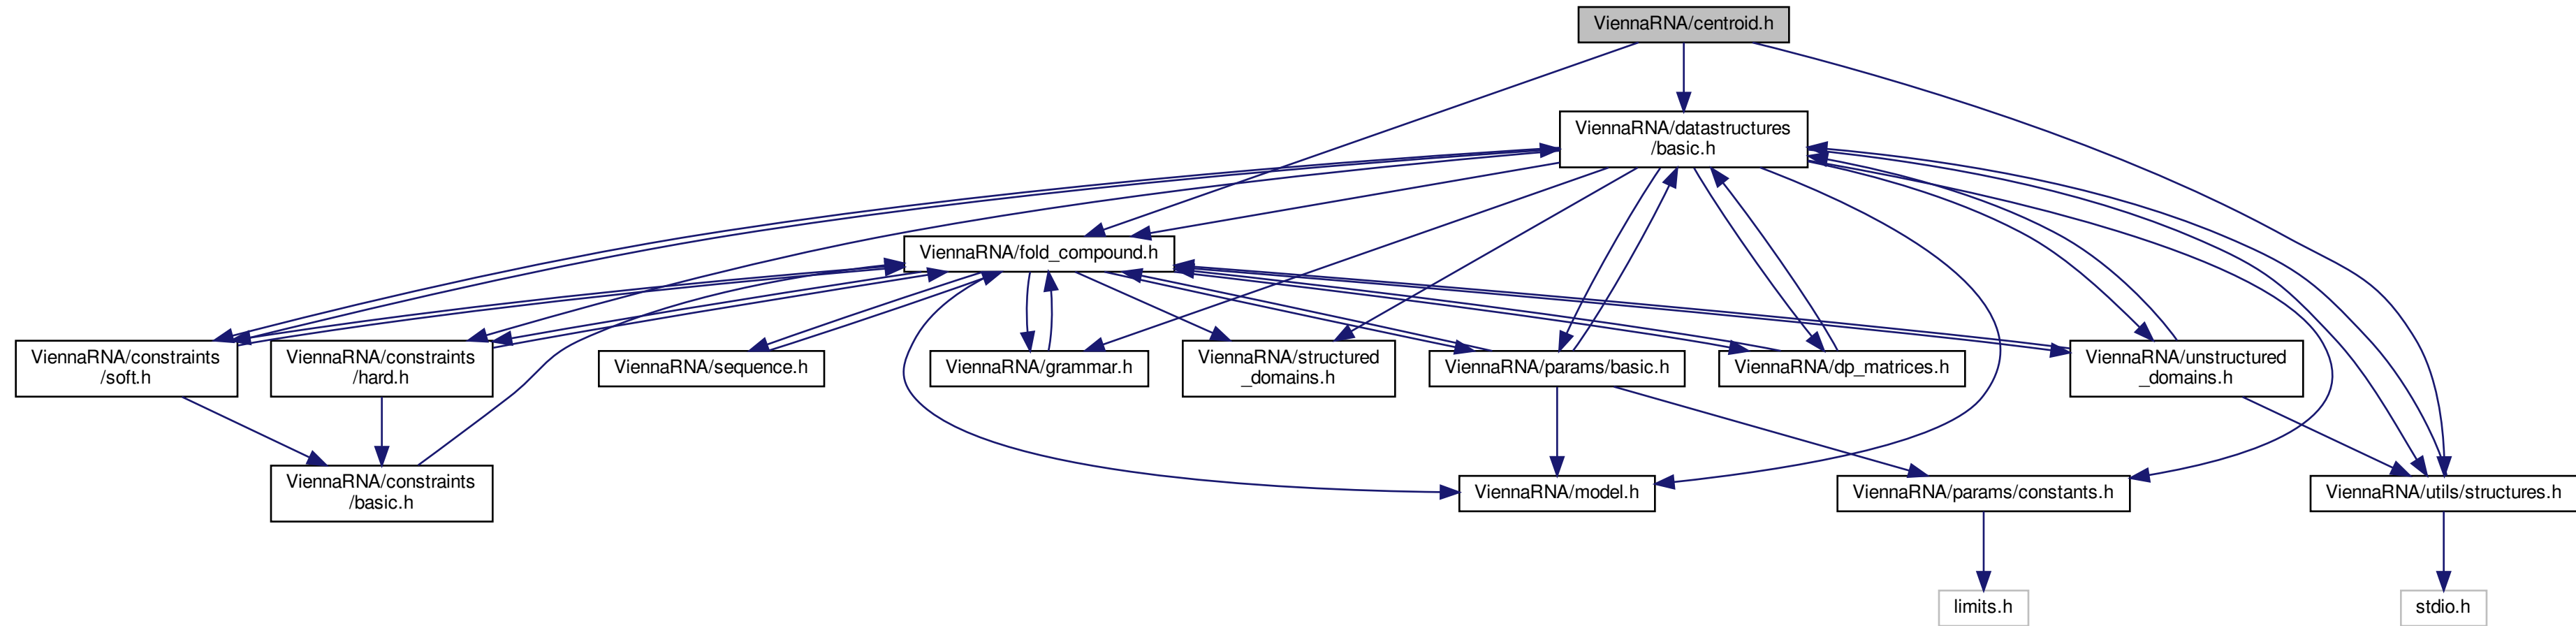 ViennaRNA/centroid.h
ViennaRNA/datastructures
/basic.h
ViennaRNA/fold_compound.h
ViennaRNA/constraints
/soft.h
ViennaRNA/constraints
/hard.h
ViennaRNA/sequence.h
ViennaRNA/grammar.h
ViennaRNA/structured
_domains.h
ViennaRNA/params/basic.h
ViennaRNA/dp_matrices.h
ViennaRNA/unstructured
_domains.h
ViennaRNA/constraints
/basic.h
ViennaRNA/model.h
ViennaRNA/params/constants.h
ViennaRNA/utils/structures.h
limits.h
stdio.h